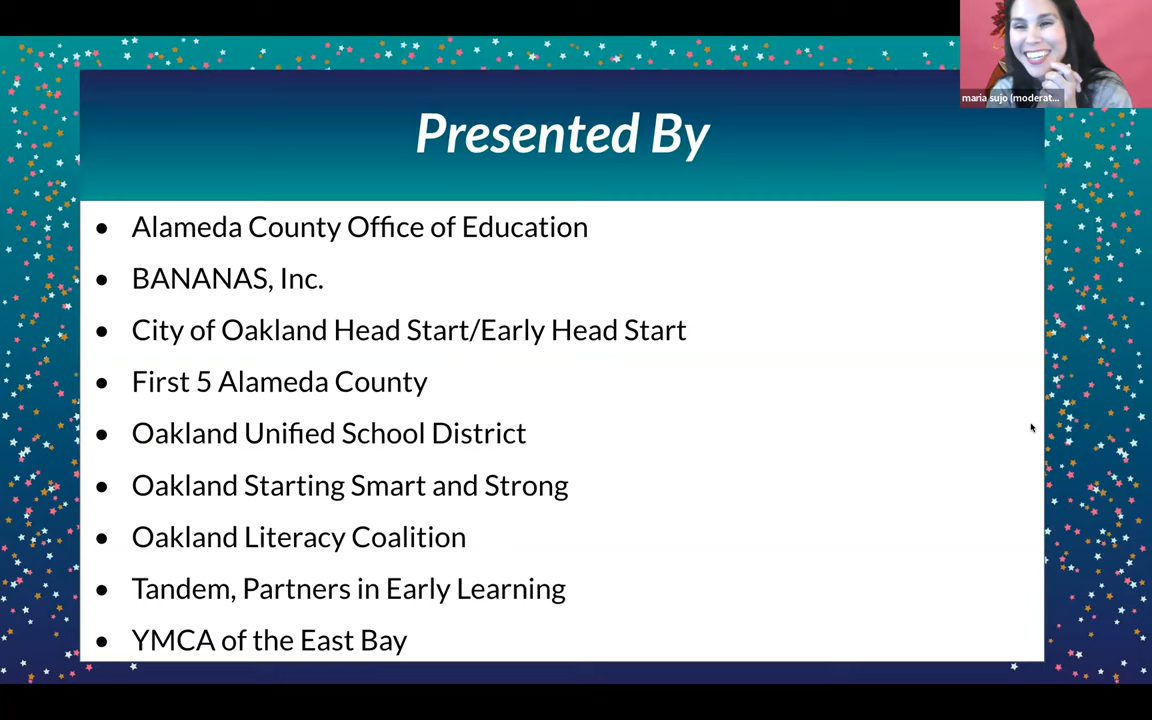 maria sujo (moderat...
Presented By
• Alameda County Office of Education
• BANANAS, Inc.
• City of Oakland Head Start/Early Head Start
• First 5 Alameda County
• Oakland Unified School District
• Oakland Starting Smart and Strong
• Oakland Literacy Coalition
• Tandem, Partners in Early Learning
• YMCA of the East Bay